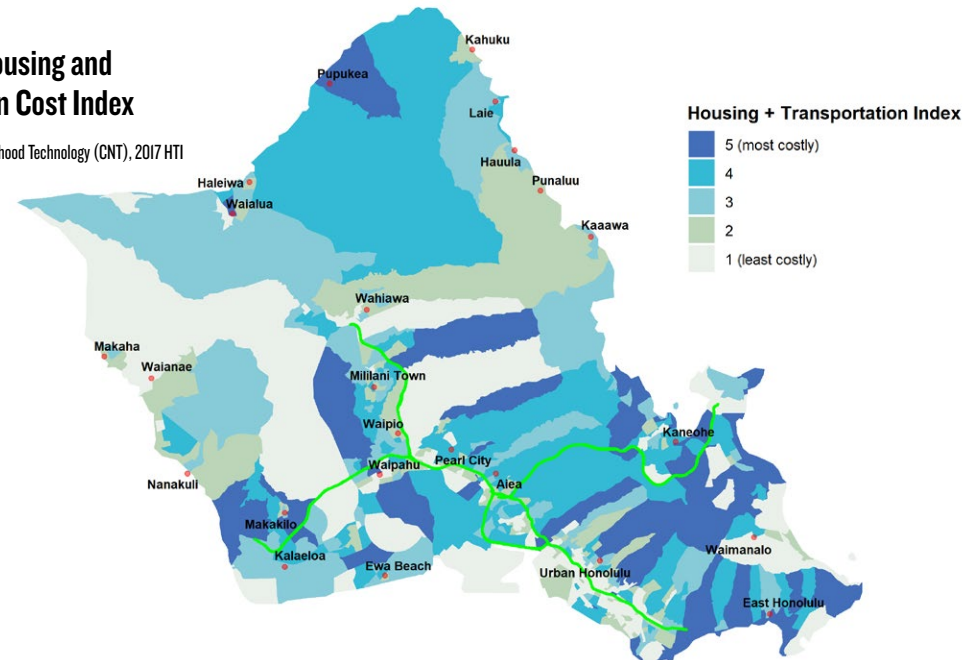 ousing and
n Cost Index
hood Technology (CNT), 2017 HTI
Kahuku
Pupukea
Laie
Hauula
Punaluu
Haleiwa
Waialua
Kaaawa
Housing + Transportation Index
5 (most costly)
4
3
2
1 (least costly)
Wahiawa
Makaha
Waianae
Mililani Town
Waipio
Kaneohe
Waipahu
Pearl City
Aiea
Nanakuli
Makakilo
Kalaeloa
Ewa Beach
Waimanalo
Urban Honolulu
East Honolulu